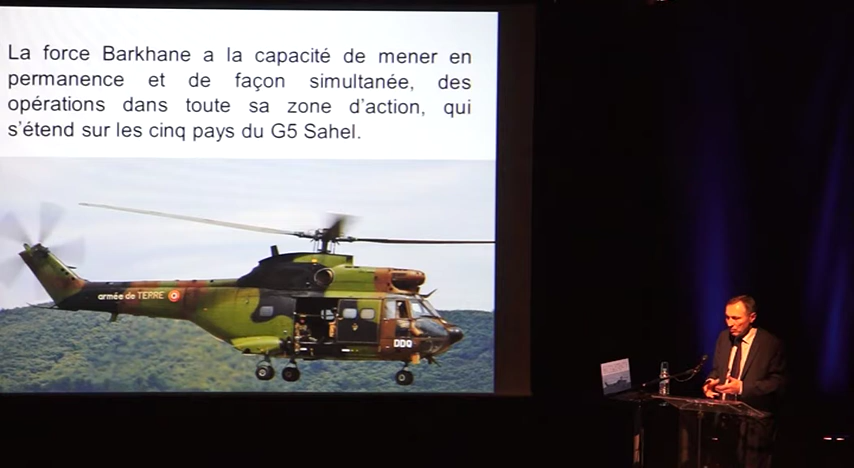 La force Barkhane a la capacité de mener en
permanence et de façon simultanée, des
opérations dans toute sa zone d'action, qui
s'étend sur les cinq pays du G5 Sahel.
armée de TERRE
DDQ